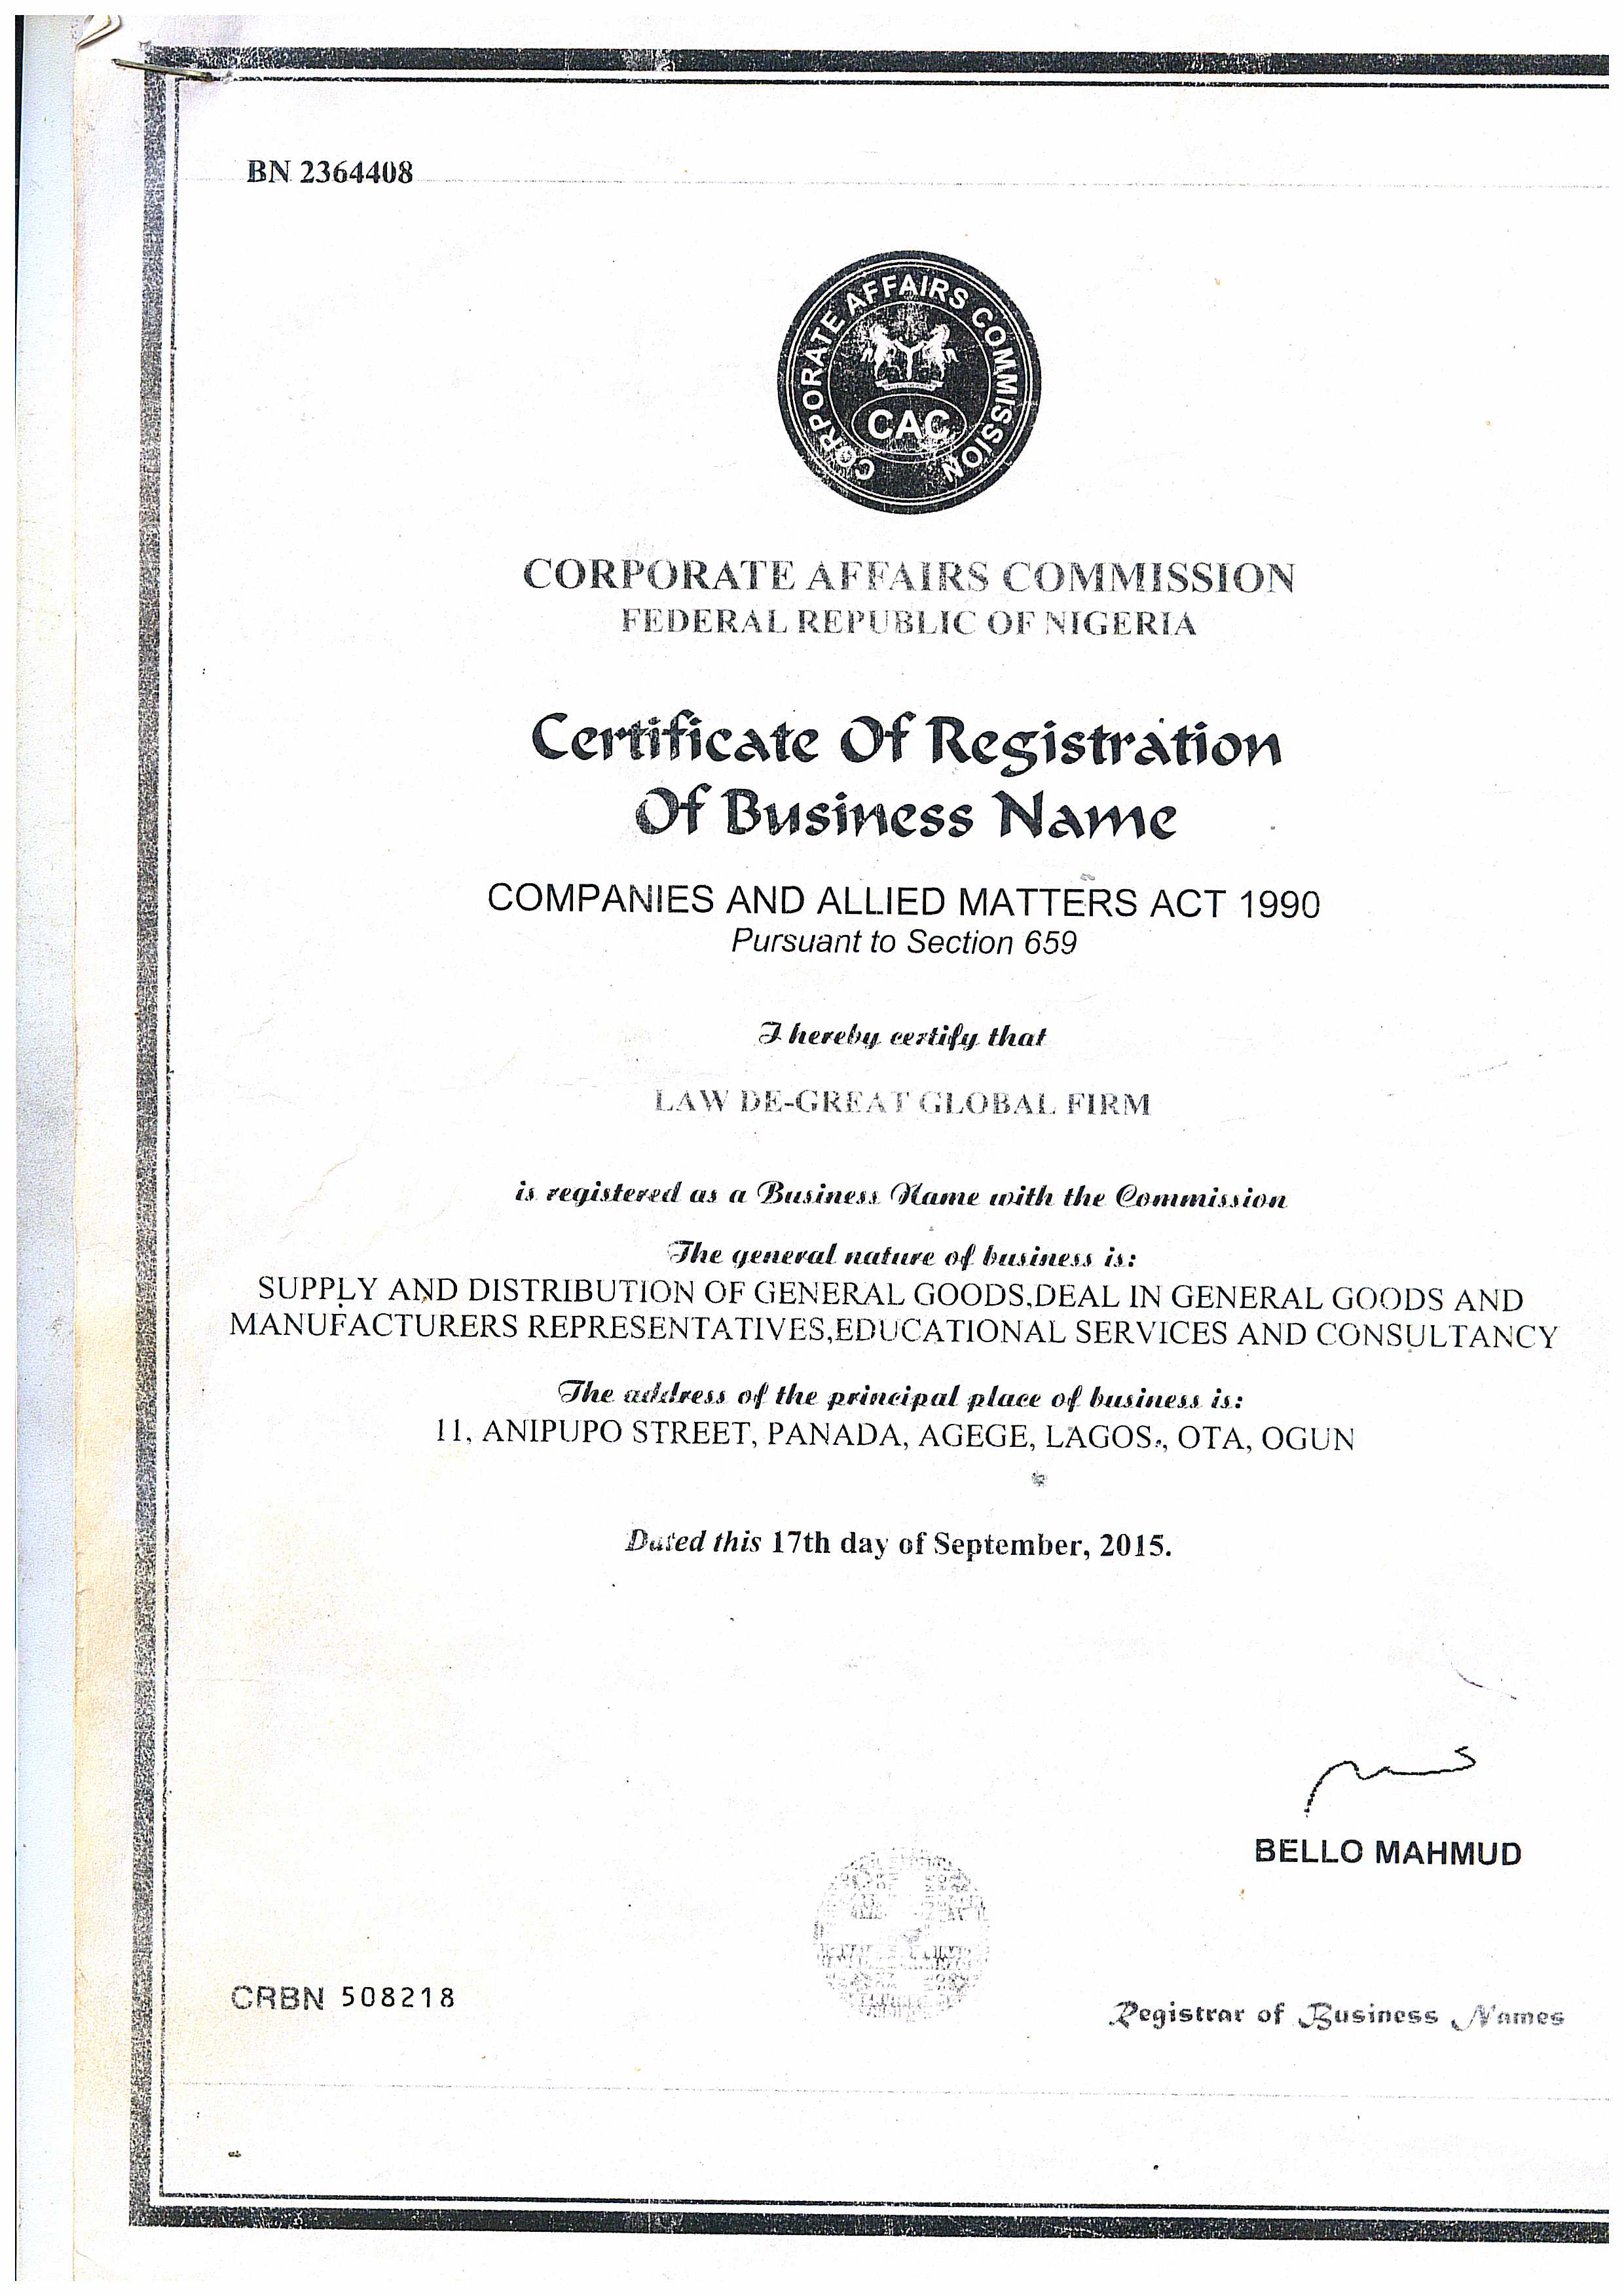 BN 2364408
CORPORATE AFFAIRS COMMISSION
CAC
CORPORATE AFFAIRS COMMISSION
FEDERAL REPUBLIC OF NIGERIA
Certificate Of Registration
Of Business Name
COMPANIES AND ALLIED MATTERS ACT 1990
Pursuant to Section 659
I hereby certify that
LAW DE-GREAT GLOBAL FIRM
is registered as a Business Name with the Commission
The general nature of business is:
SUPPLY AND DISTRIBUTION OF GENERAL GOODS,DEAL IN GENERAL GOODS AND
MANUFACTURERS REPRESENTATIVES,EDUCATIONAL SERVICES AND CONSULTANCY
The address of the principal place of business is:
11, ANIPUPO STREET, PANADA, AGEGE, LAGOS., OTA, OGUN
Dated this 17th day of September, 2015.
BELLO MAHMUD
CRBN 508218
Registrar of Business Names